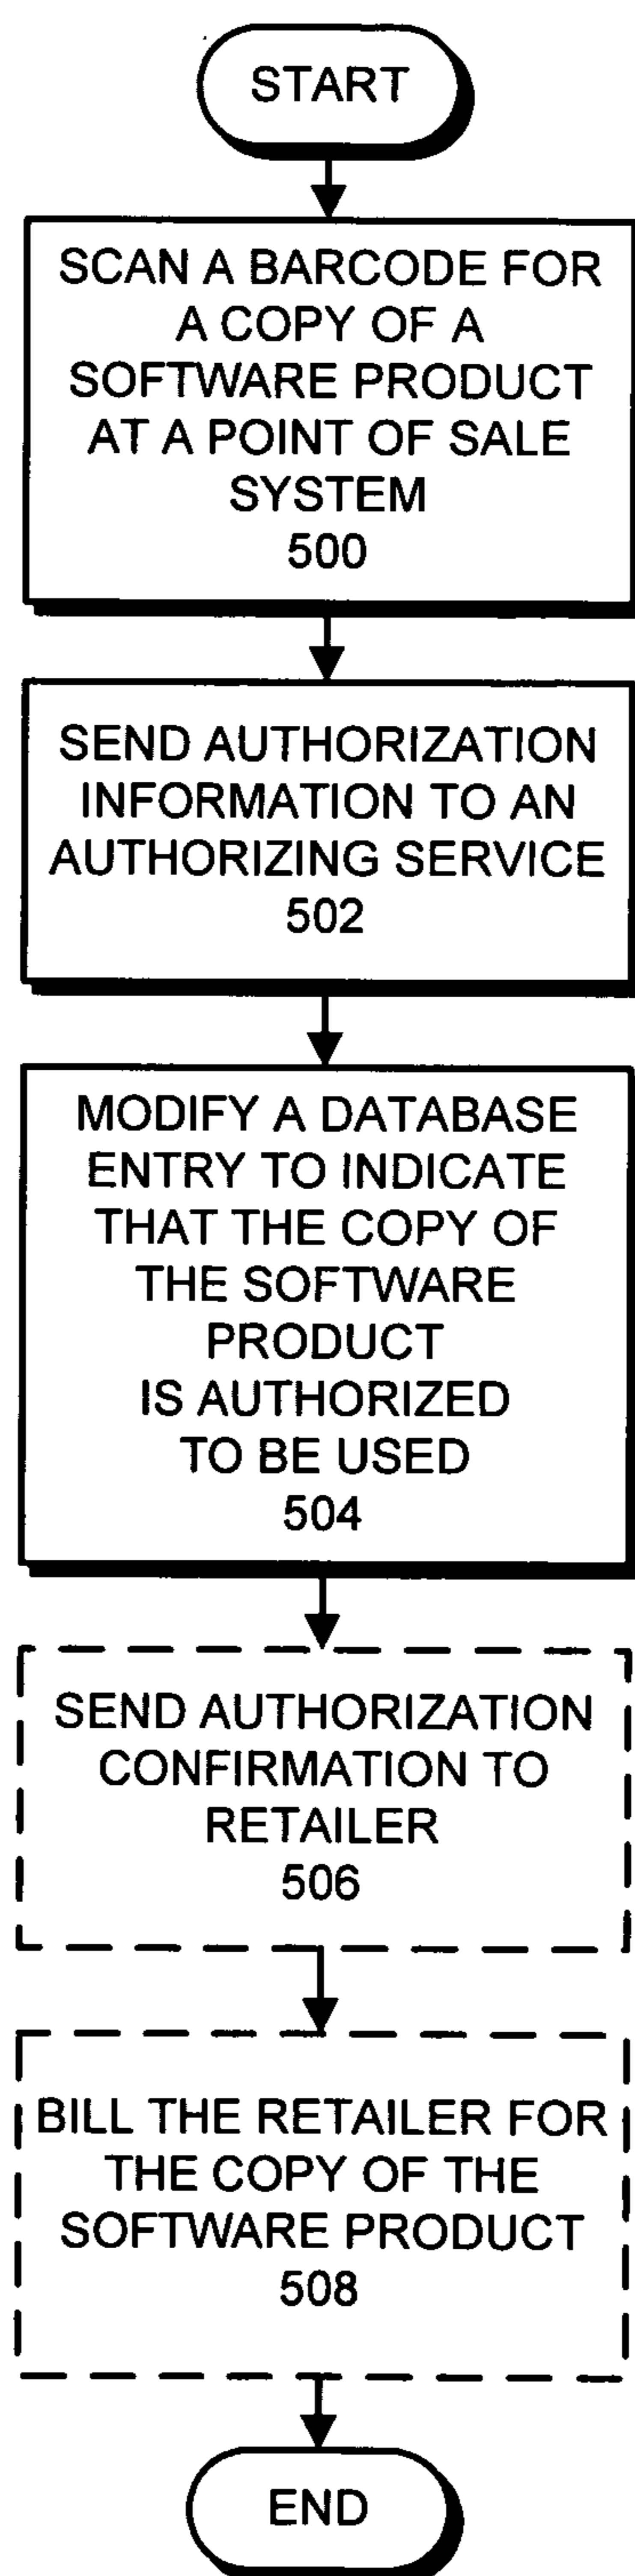 START
SCAN A BARCODE FOR
A COPY OF A
SOFTWARE PRODUCT
AT A POINT OF SALE
SYSTEM
500
SEND AUTHORIZATION
INFORMATION TO AN
AUTHORIZING SERVICE
502
MODIFY A DATABASE
ENTRY TO INDICATE
THAT THE COPY OF
THE SOFTWARE
PRODUCT
IS AUTHORIZED
TO BE USED
504
SEND AUTHORIZATION
CONFIRMATION TO
RETAILER
506
BILL THE RETAILER FOR
THE COPY OF THE
SOFTWARE PRODUCT
508
END